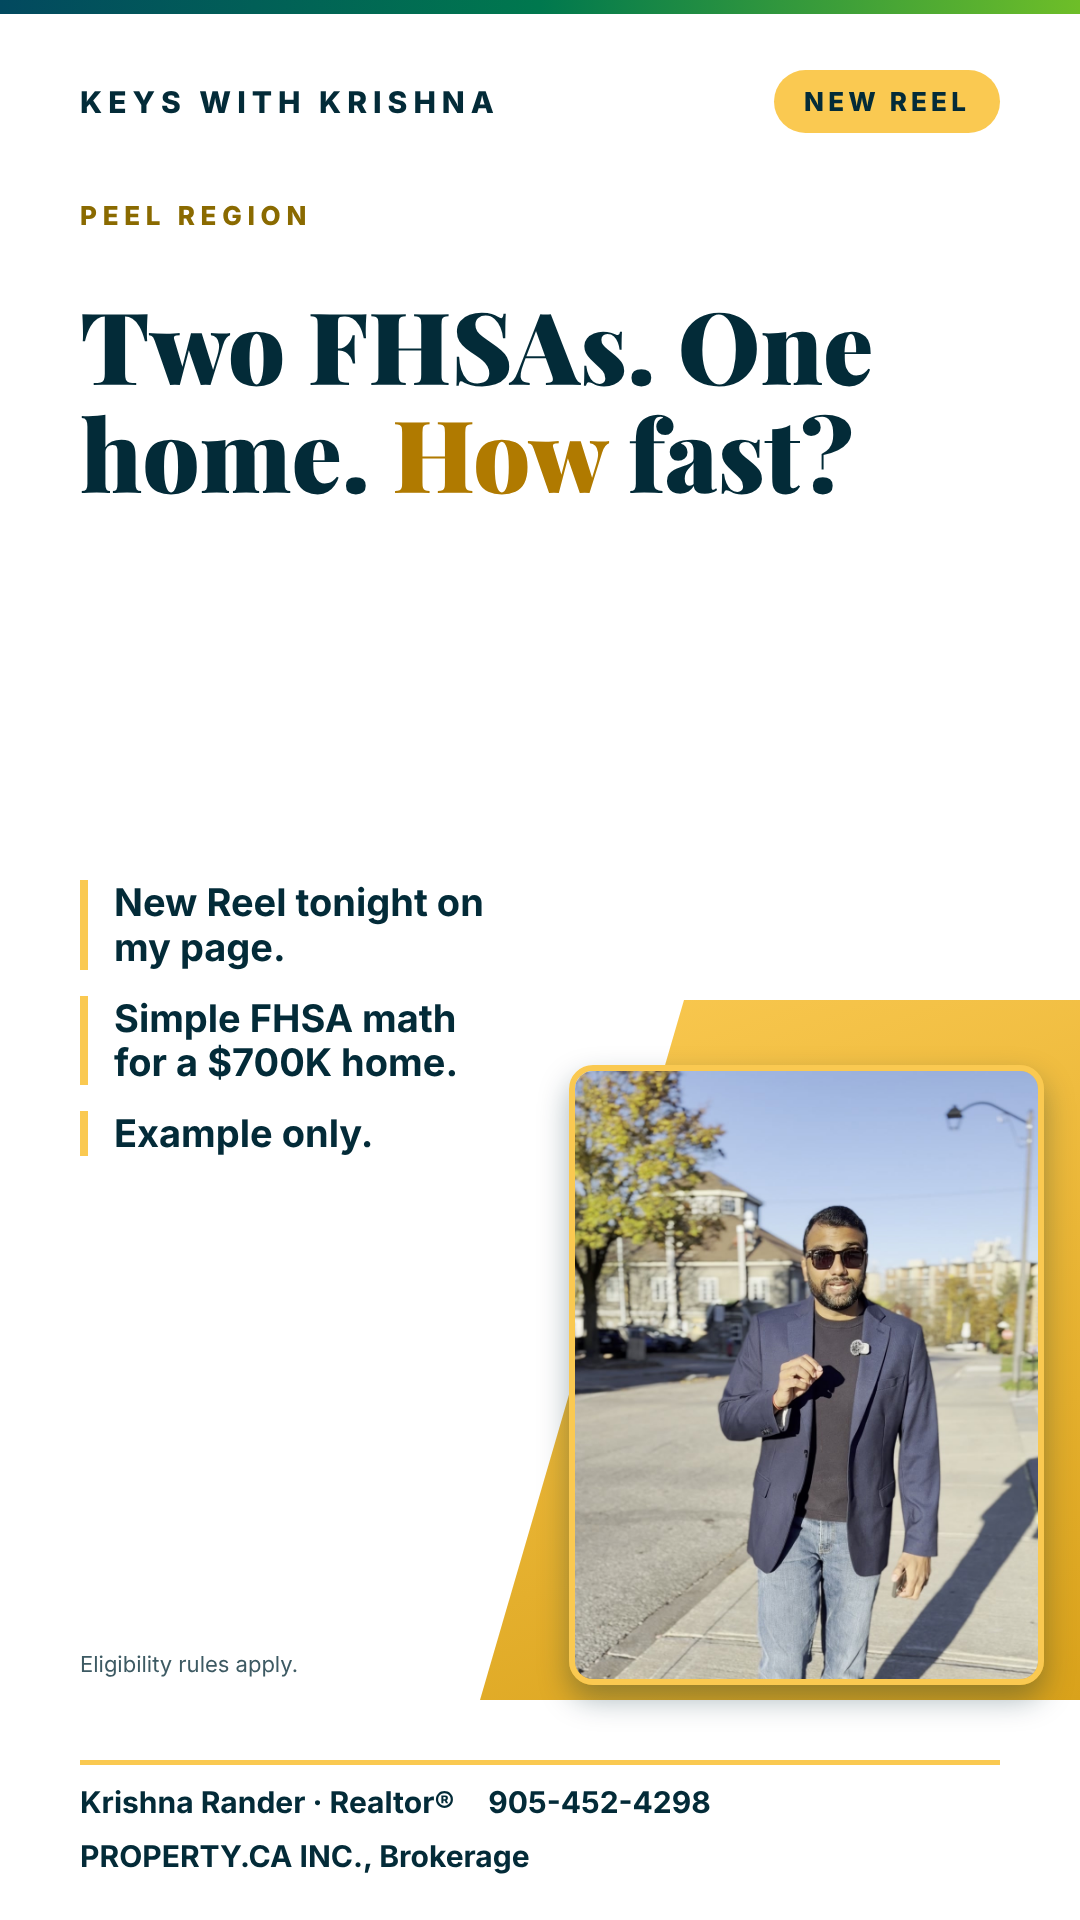 KEYS WITH KRISHNA
NEW REEL
PEEL REGION
Two FHSAs. One
home. How fast?
New Reel tonight on
my page.
Simple FHSA math
for a $700K home.
Example only.
Eligibility rules apply.
Krishna Rander · Realtor® 905-452-4298
PROPERTY.CA INC., Brokerage